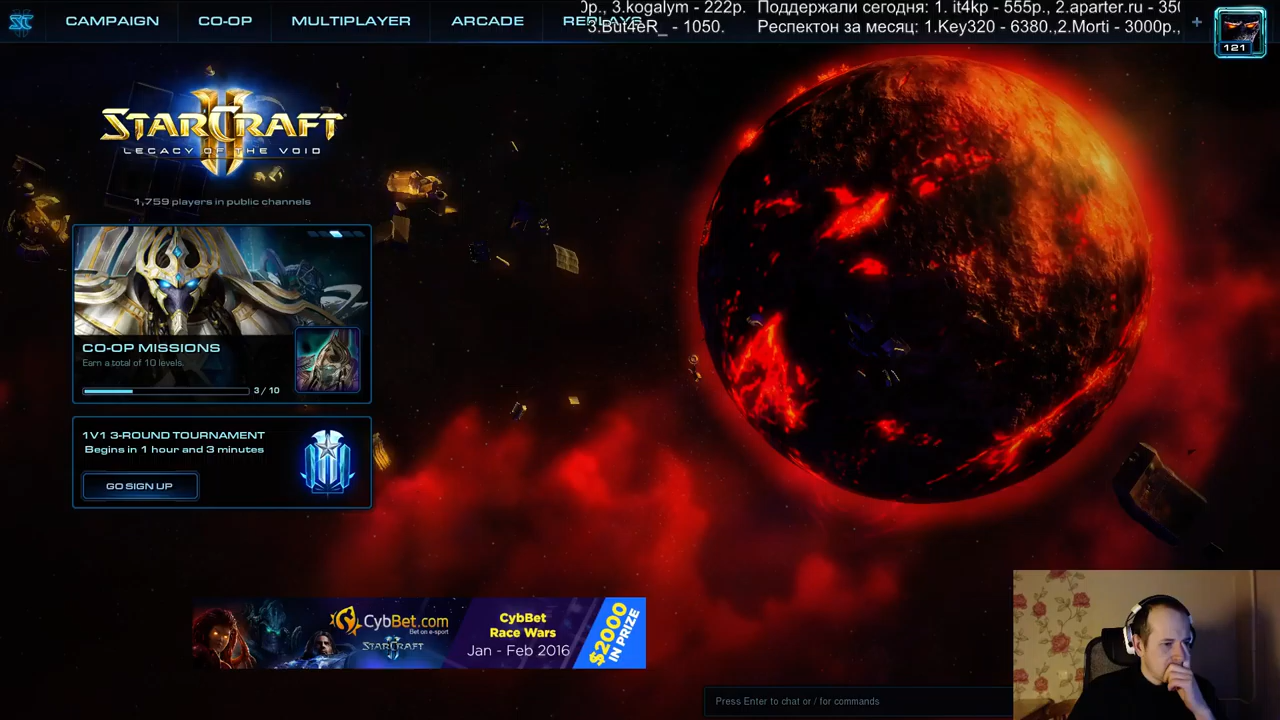 CAMPAIGN CO-OP MULTIPLAYER ARCADE REPLAYS
0р., 3.kogalym - 222р. Поддержали сегодня: 1. it4kp - 555р., 2.aparter.ru - 350
3.But4eR_ - 1050. Респектон за месяц: 1.Key320 - 6380.,2.Morti - 3000р.,
121
STARCRAFT II
LEGACY OF THE VOID
1,759 players in public channels
CO-OP MISSIONS
Earn a total of 10 levels.
3 / 10
1V1 3-ROUND TOURNAMENT
Begins in 1 hour and 3 minutes
GO SIGN UP
CybBet.com
Bet on e-sport
STARCRAFT
CybBet
Race Wars
Jan - Feb 2016
$2000
IN PRIZE
Press Enter to chat or / for commands